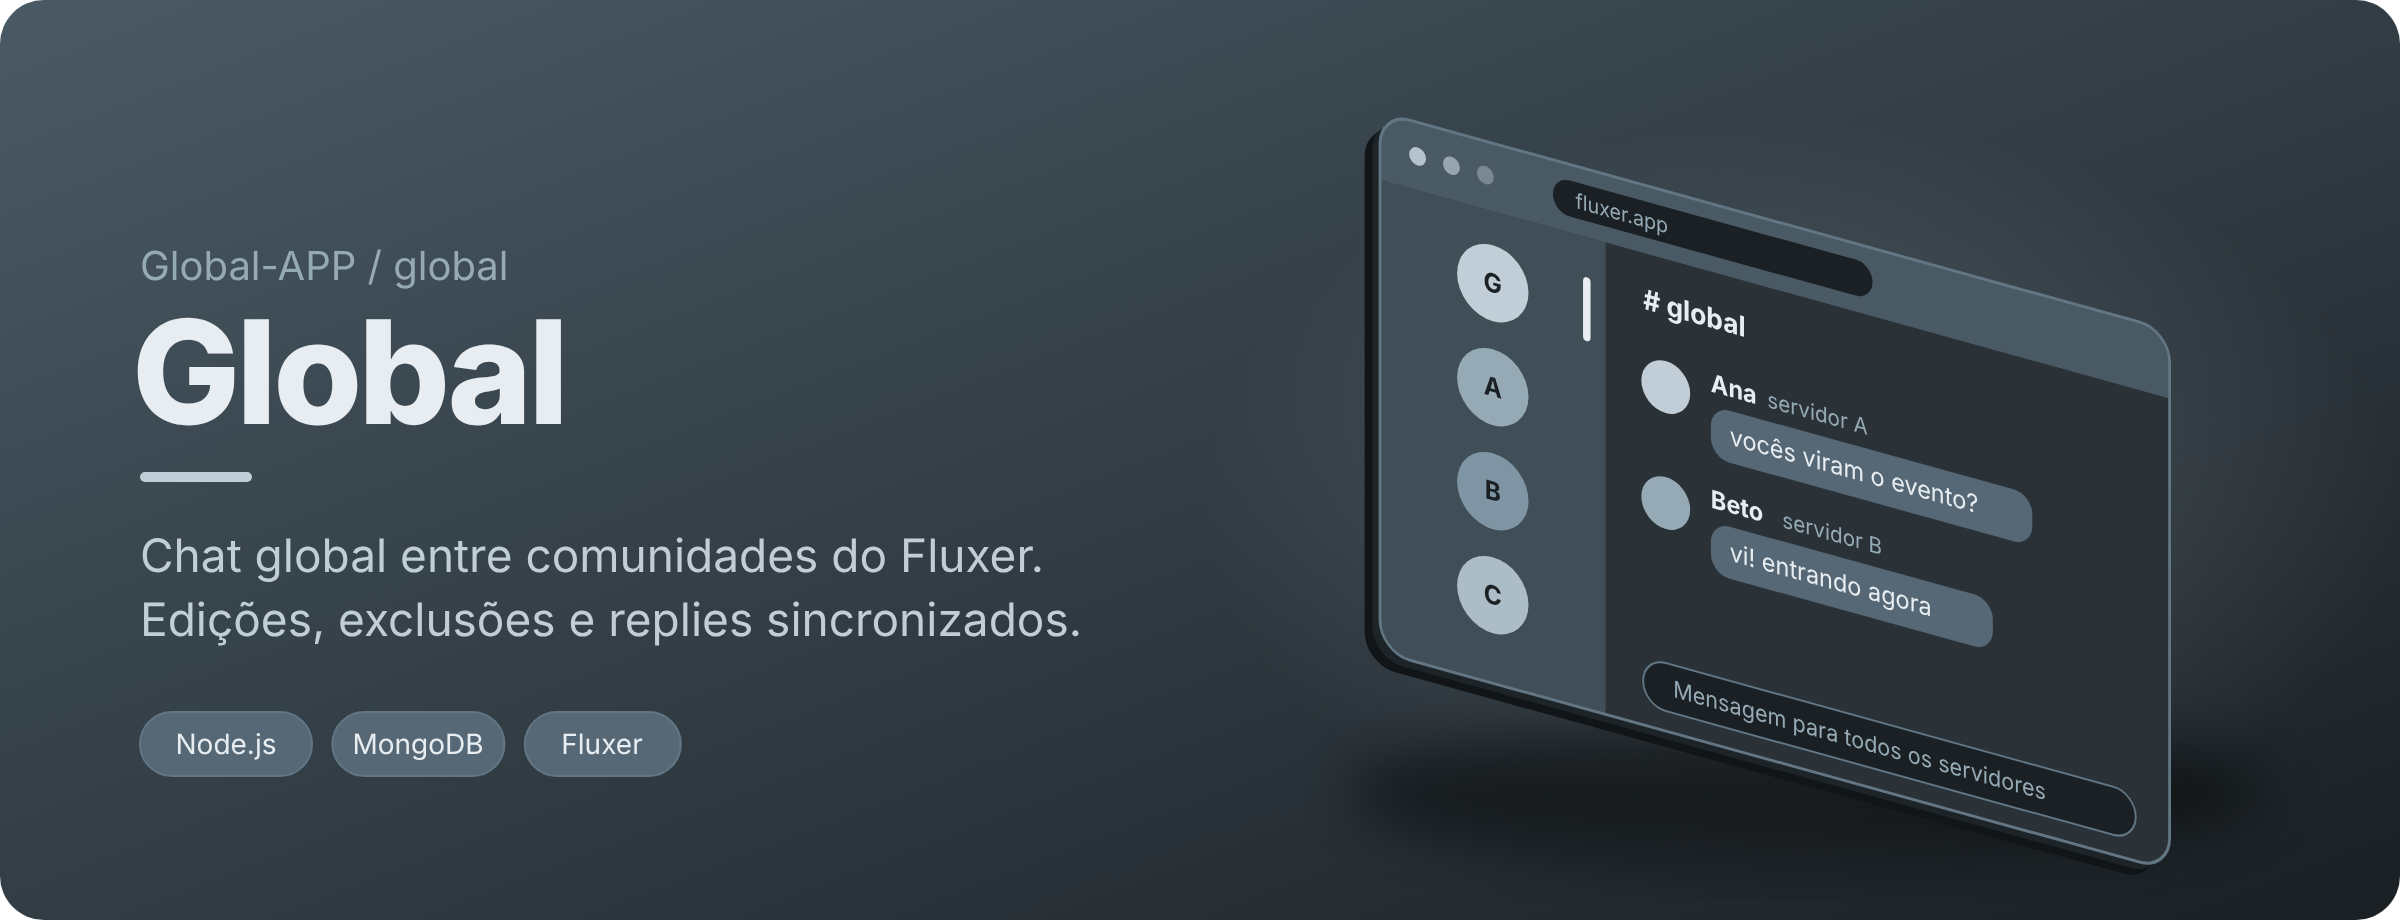 Global-APP / global
Global
Chat global entre comunidades do Fluxer.
Edições, exclusões e replies sincronizados.
Node.js
MongoDB
Fluxer
fluxer.app
G
A
B
C
# global
Ana servidor A
vocês viram o evento?
Beto servidor B
vi! entrando agora
Mensagem para todos os servidores